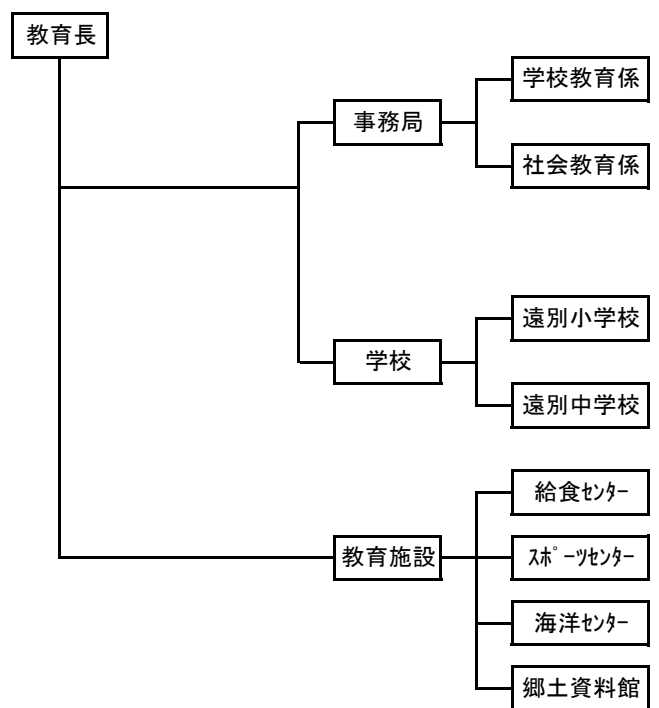 教育長
事務局
学校教育係
社会教育係
学校
遠別小学校
遠別中学校
教育施設
給食ｾﾝﾀｰ
ｽﾎﾟｰﾂｾﾝﾀｰ
海洋ｾﾝﾀｰ
郷土資料館